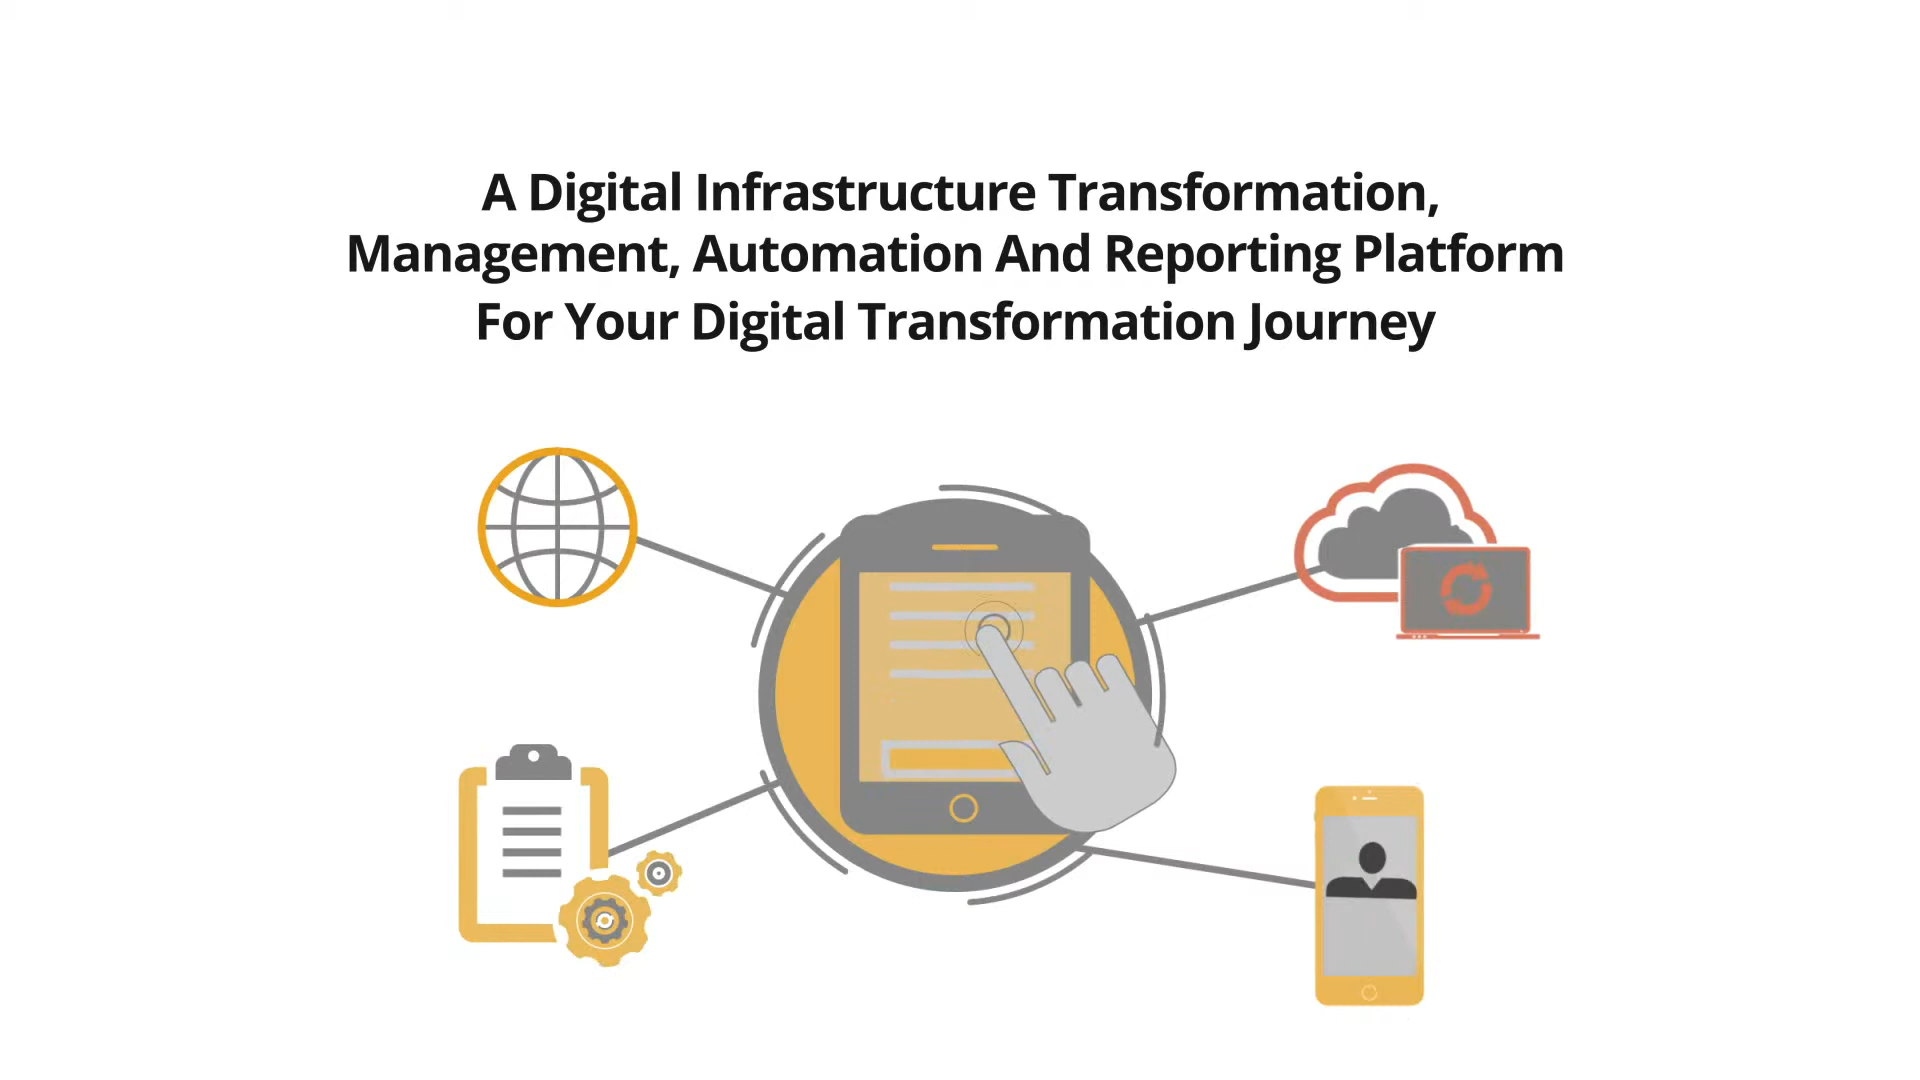 A Digital Infrastructure Transformation,
Management, Automation And Reporting Platform
For Your Digital Transformation Journey